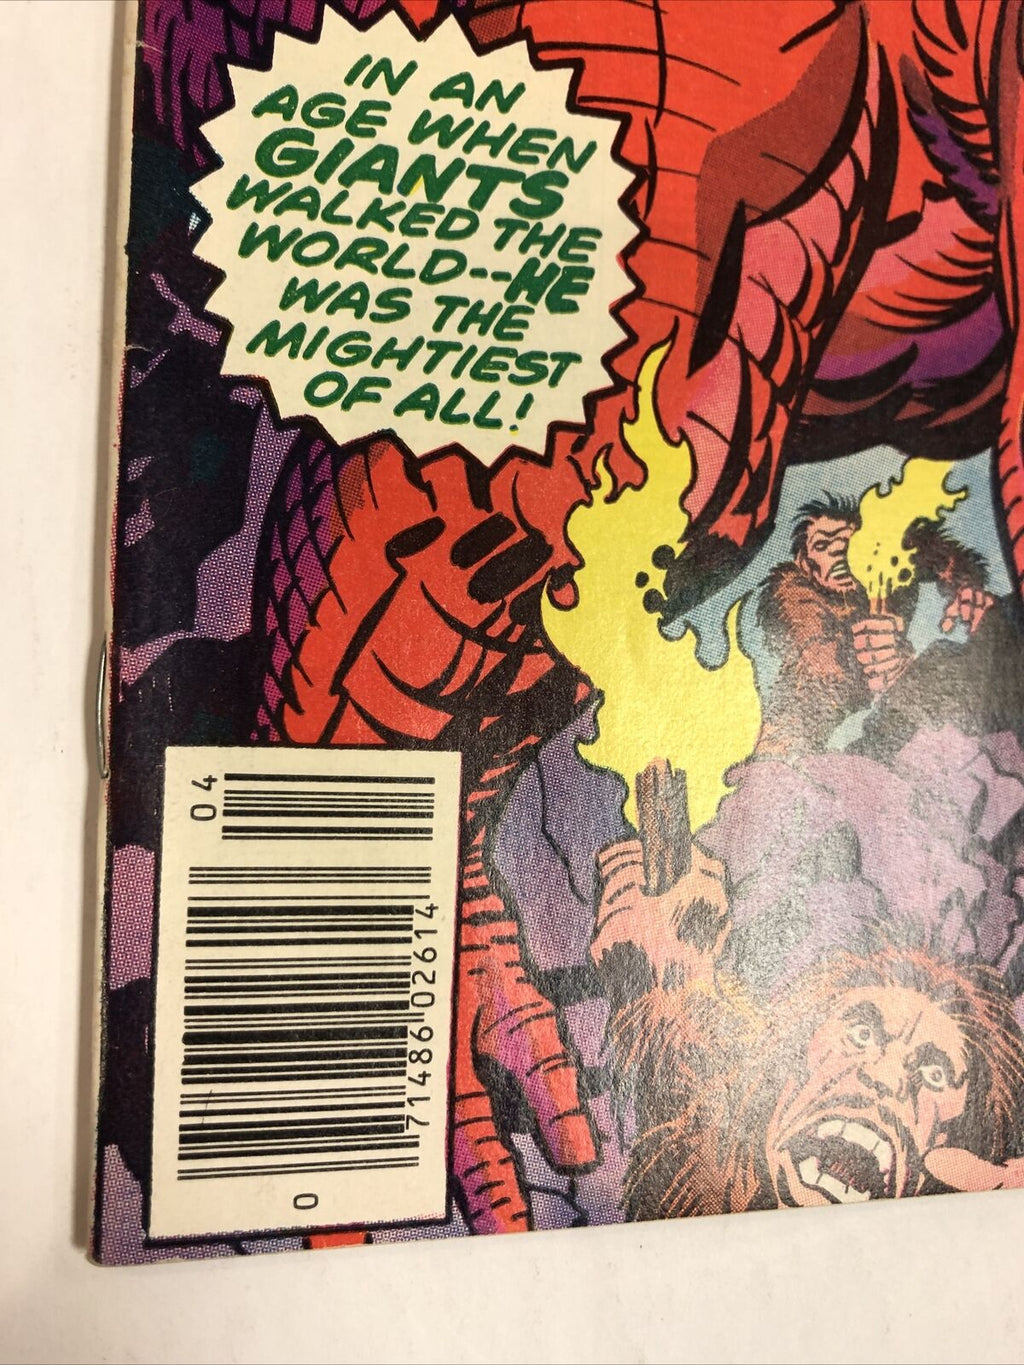 IN AN
AGE WHEN
GIANTS
WALKED THE
WORLD--HE
WAS THE
MIGHTIEST
OF ALL!
04
71486 02614
0